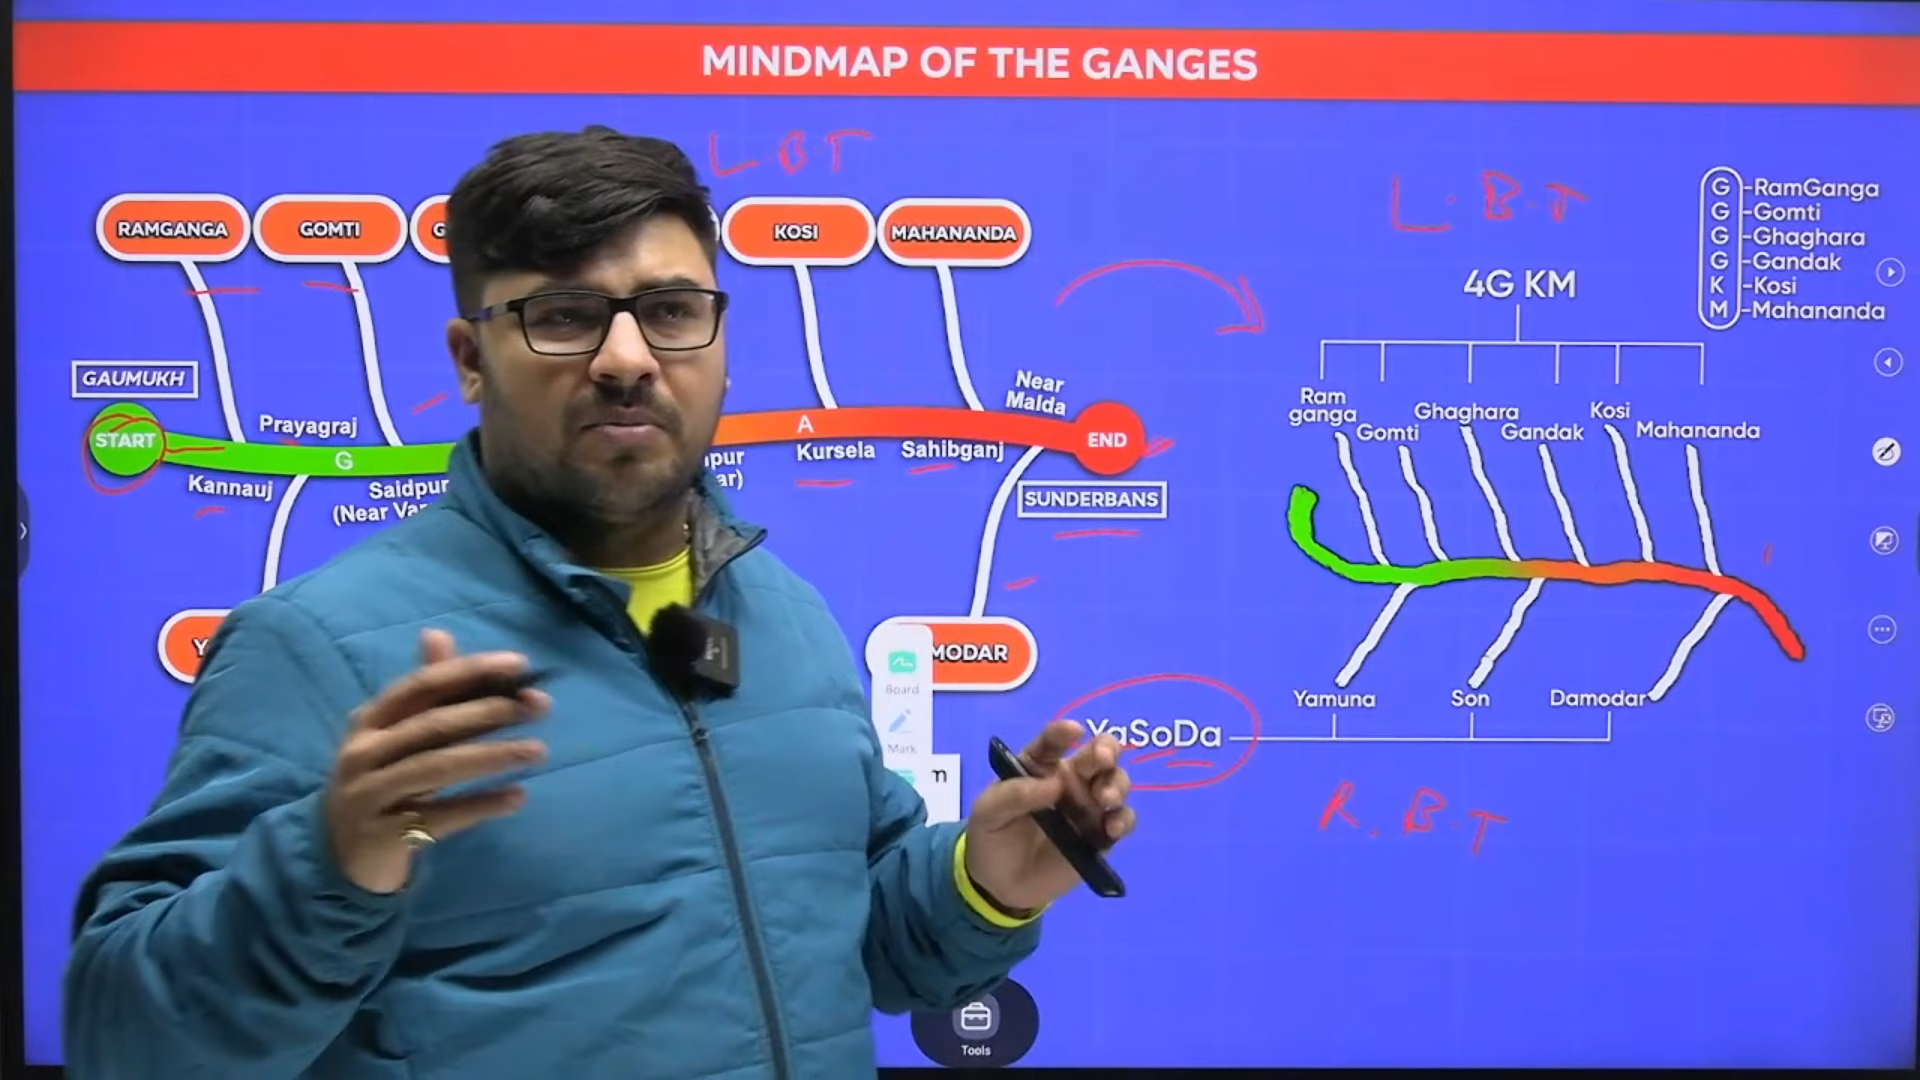 MINDMAP OF THE GANGES
L.B.T
RAMGANGA
GOMTI
G
KOSI
MAHANANDA
GAUMUKH
START
Prayagraj
G
Kannauj
Saidpur
(Near Var
A
Kursela
Sahibganj
Near
Malda
END
SUNDERBANS
Y
MODAR
Board
Mark
m
Tools
L.B.T
G-RamGanga
G-Gomti
G-Ghaghara
G-Gandak
K-Kosi
M-Mahananda
4G KM
Ram
ganga
Gomti
Ghaghara
Gandak
Kosi
Mahananda
Yamuna
Son
Damodar
YaSoDa
R.B.T